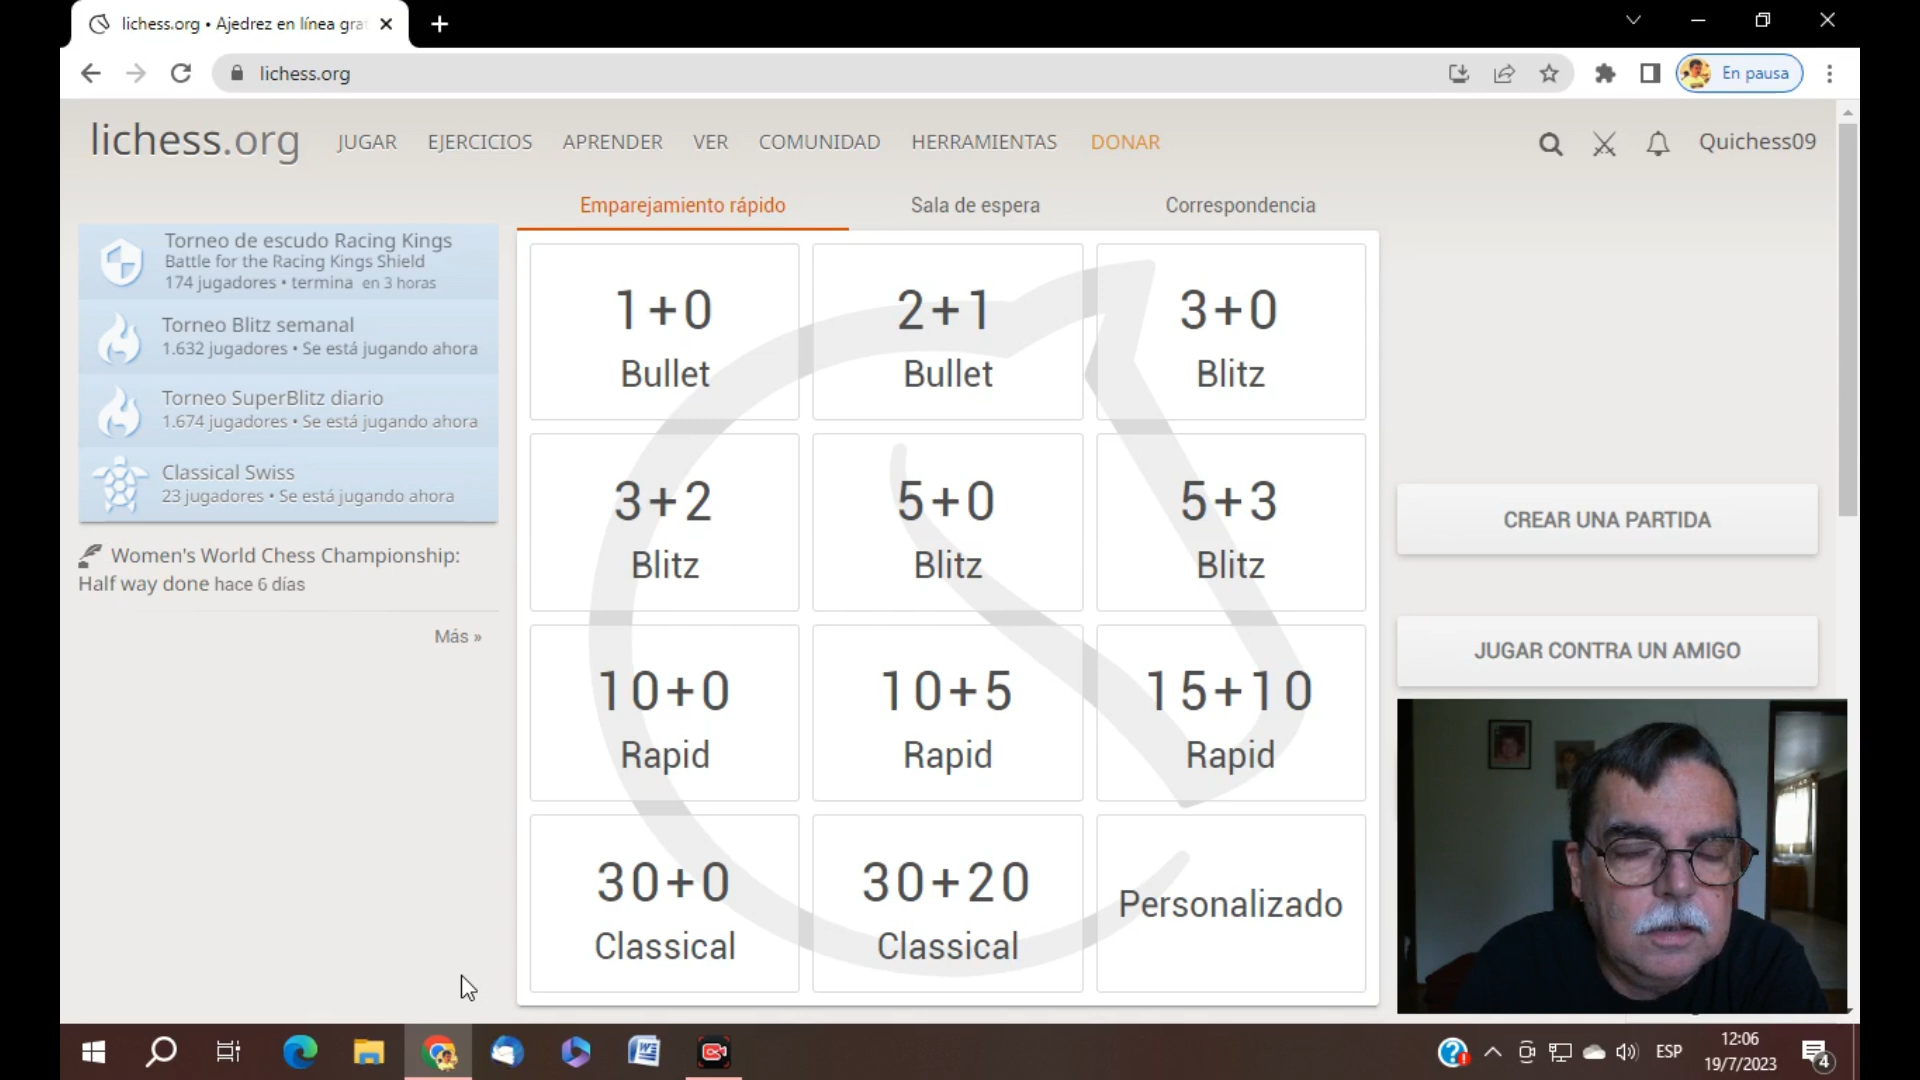 lichess.org • Ajedrez en línea gra
lichess.org
En pausa
lichess.org
JUGAR EJERCICIOS APRENDER VER COMUNIDAD HERRAMIENTAS DONAR
Quichess09
Emparejamiento rápido
Sala de espera
Correspondencia
Torneo de escudo Racing Kings
Battle for the Racing Kings Shield
174 jugadores • termina en 3 horas
Torneo Blitz semanal
1.632 jugadores • Se está jugando ahora
Torneo SuperBlitz diario
1.674 jugadores • Se está jugando ahora
Classical Swiss
23 jugadores • Se está jugando ahora
Women's World Chess Championship:
Half way done hace 6 días
Más »
1+0
Bullet
2+1
Bullet
3+0
Blitz
3+2
Blitz
5+0
Blitz
5+3
Blitz
10+0
Rapid
10+5
Rapid
15+10
Rapid
30+0
Classical
30+20
Classical
Personalizado
CREAR UNA PARTIDA
JUGAR CONTRA UN AMIGO
ESP
12:06
19/7/2023
4